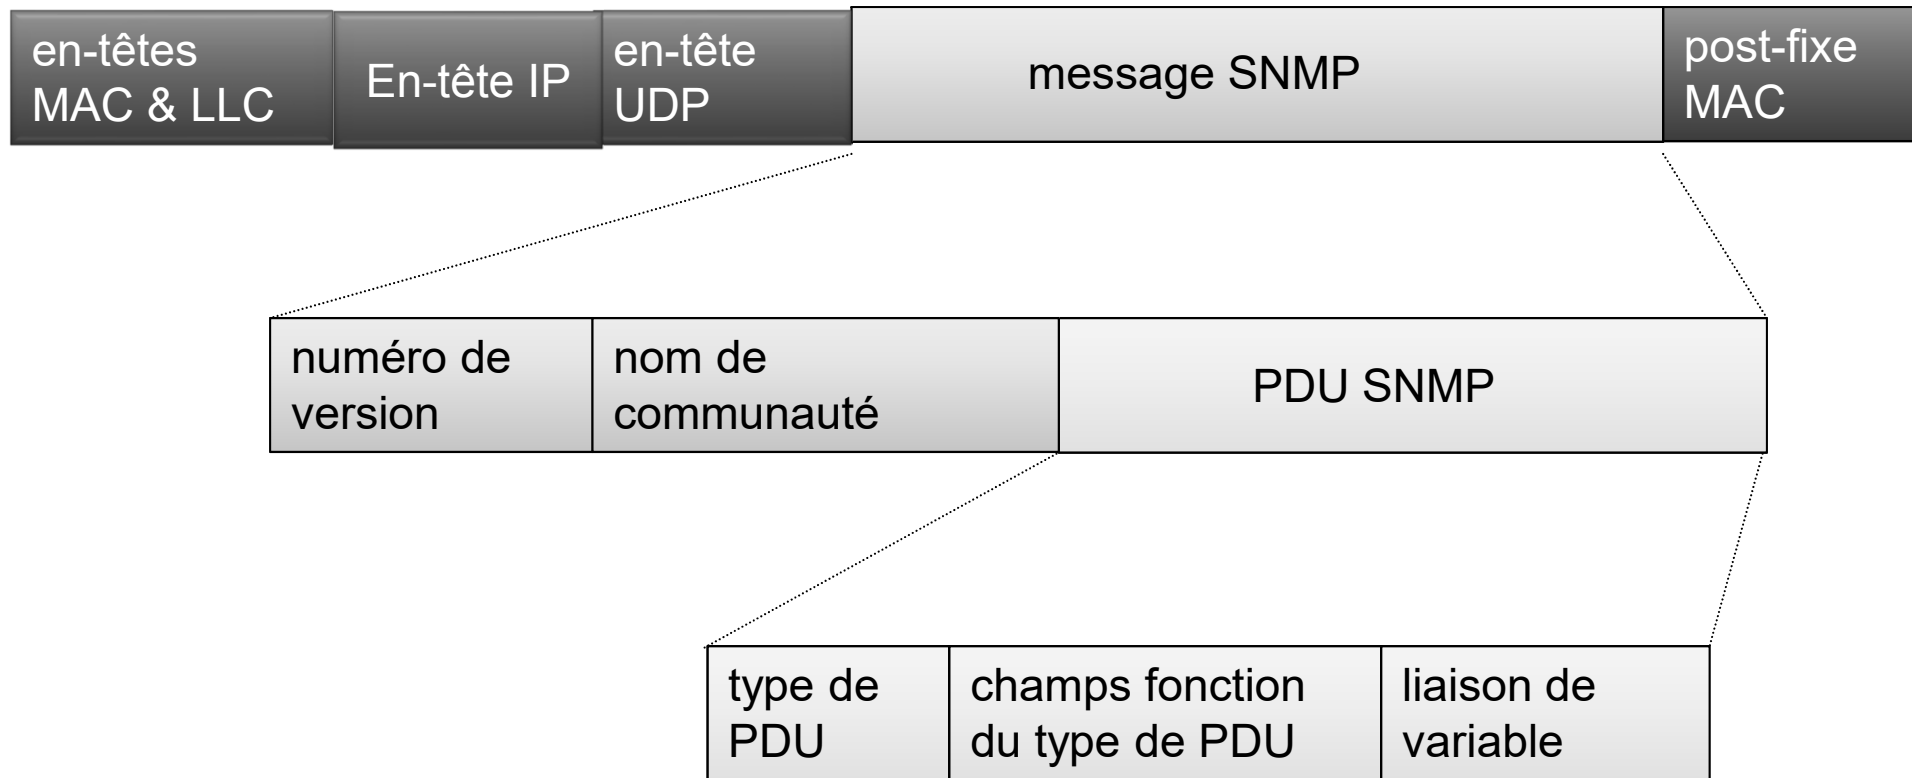 en-têtes
MAC & LLC
En-tête IP
en-tête
UDP
message SNMP
post-fixe
MAC
numéro de
version
nom de
communauté
PDU SNMP
type de
PDU
champs fonction
du type de PDU
liaison de
variable